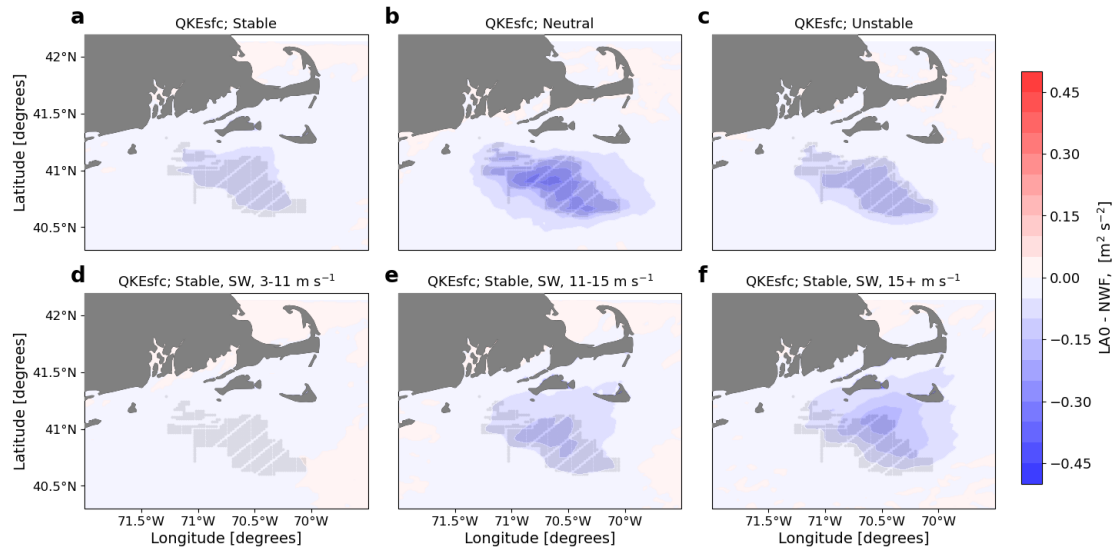 a QKEsfc; Stable
b QKEsfc; Neutral
c QKEsfc; Unstable
Latitude [degrees]
42°N
41.5°N
41°N
40.5°N
d QKEsfc; Stable, SW, 3-11 m s⁻¹
e QKEsfc; Stable, SW, 11-15 m s⁻¹
f QKEsfc; Stable, SW, 15+ m s⁻¹
Latitude [degrees]
42°N
41.5°N
41°N
40.5°N
71.5°W 71°W 70.5°W 70°W
71.5°W 71°W 70.5°W 70°W
71.5°W 71°W 70.5°W 70°W
Longitude [degrees]
Longitude [degrees]
Longitude [degrees]
0.45
0.30
0.15
0.00
−0.15
−0.30
−0.45
LA0 - NWF, [m² s⁻²]